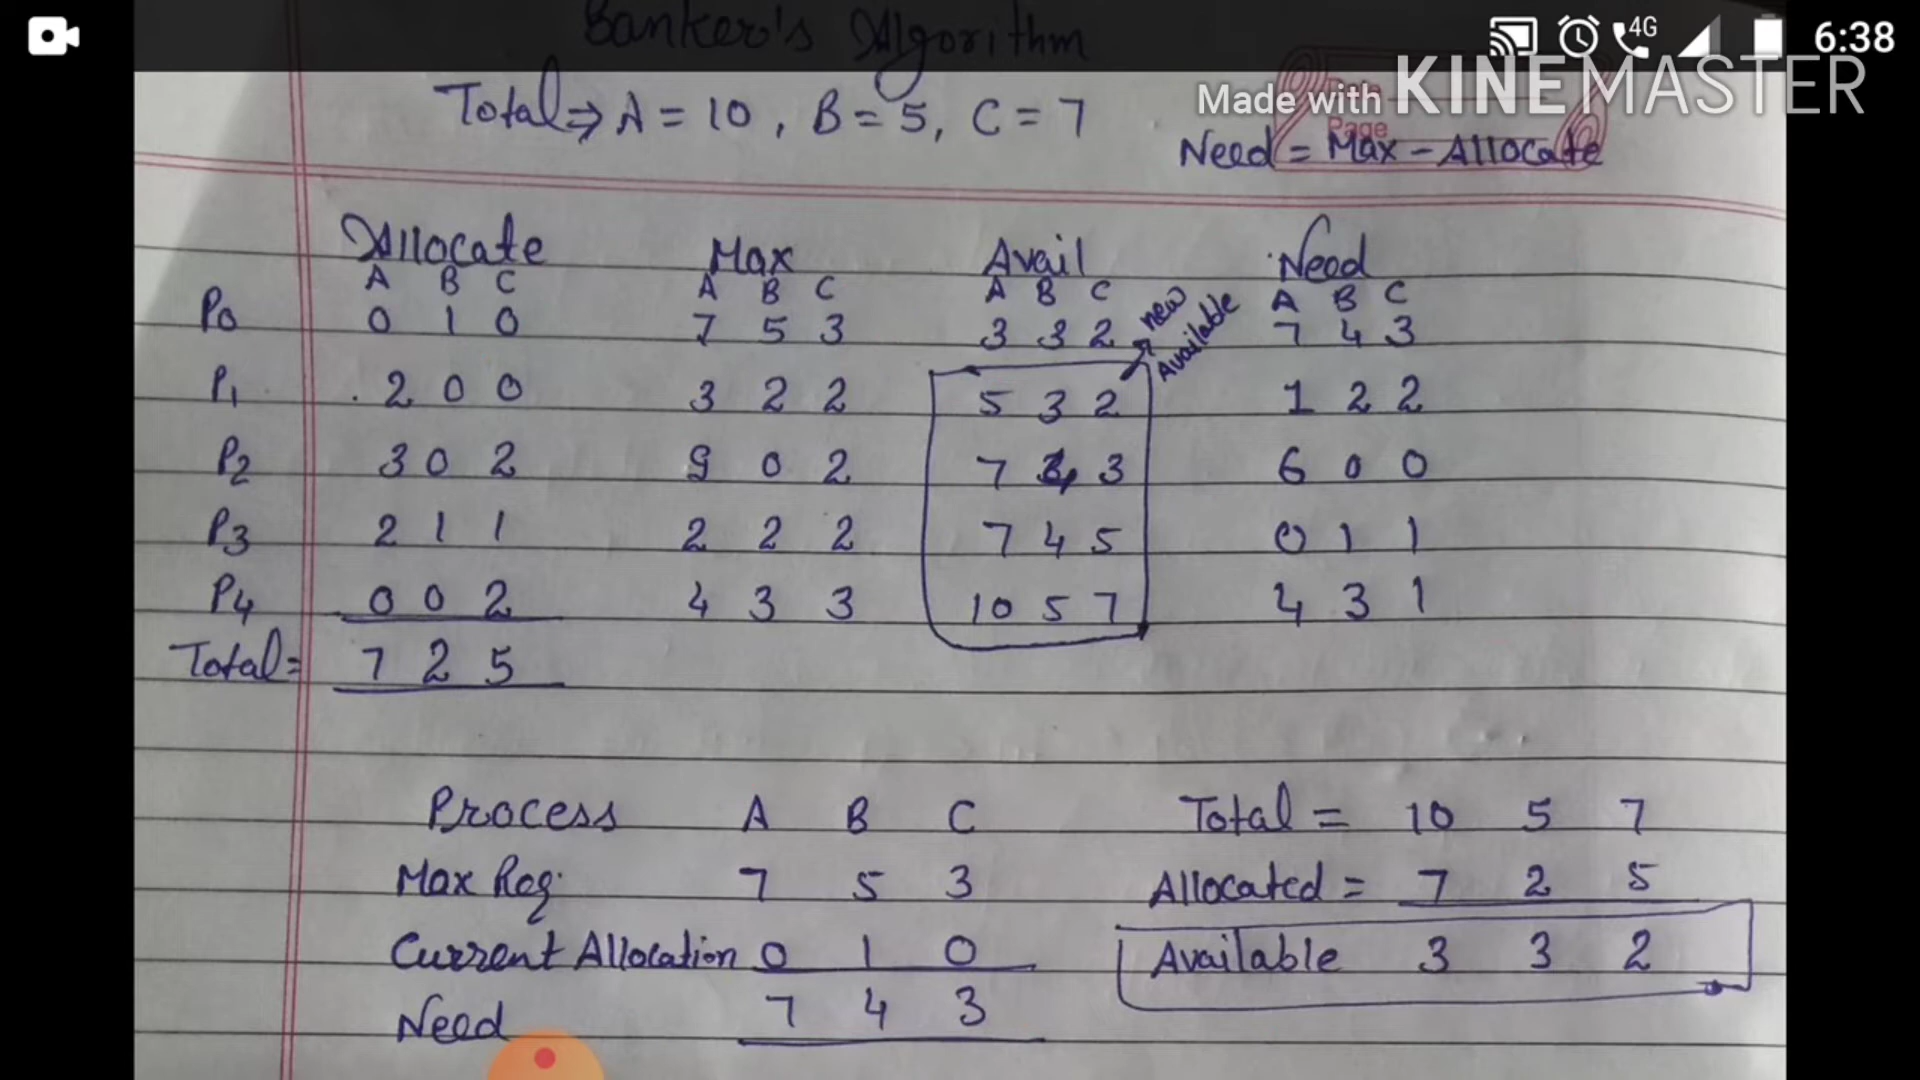 6:38
4G
Banker's Algorithm
Made with KINEMASTER
Total ⇒ A = 10, B = 5, C = 7
Date
Page
Need = Max - Allocate
Allocate Max Avail Need
A B C A B C A B C A B C
P0 0 1 0 7 5 3 3 3 2 7 4 3
new Available
P1 2 0 0 3 2 2 5 3 2 1 2 2
P2 3 0 2 9 0 2 7 4 3 6 0 0
P3 2 1 1 2 2 2 7 4 5 0 1 1
P4 0 0 2 4 3 3 10 5 7 4 3 1
Total = 7 2 5
Process A B C Total = 10 5 7
Max Req. 7 5 3 Allocated = 7 2 5
Current Allocation 0 1 0 Available 3 3 2
Need 7 4 3